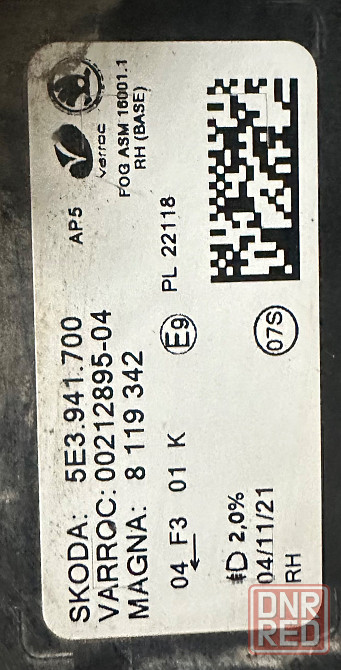 SKODA: 5E3.941.700
VARROC: 00212895-04
MAGNA: 8 119 342
AP5
varroc
FOG ASM 16001.1
RH (BASE)
04 F3 01 K
E9
PL 22118
D 2,0%
04/11/21
RH
07S
DNR
RED